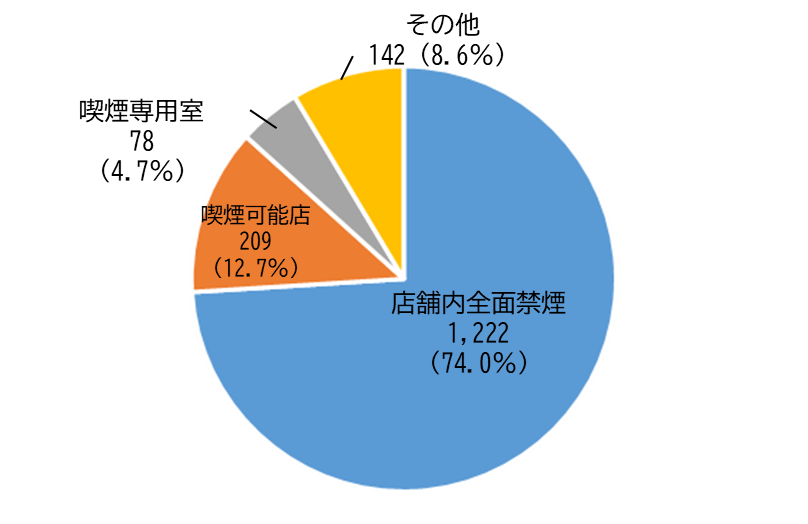 その他
142（8.6％）
喫煙専用室
78
（4.7％）
喫煙可能店
209
（12.7％）
店舗内全面禁煙
1,222
（74.0％）